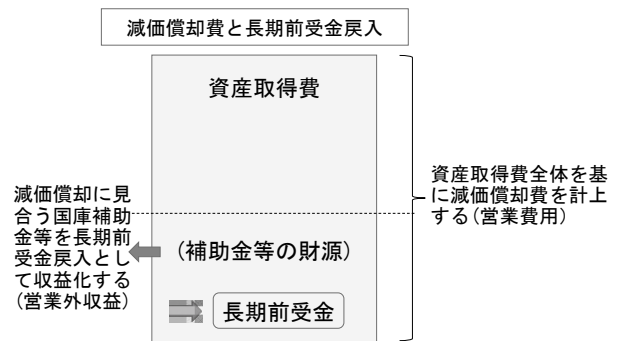 減価償却費と長期前受金戻入
資産取得費
資産取得費全体を基
に減価償却費を計上
する(営業費用)
減価償却に見
合う国庫補助
金等を長期前
受金戻入とし
て収益化する
(営業外収益)
(補助金等の財源)
長期前受金